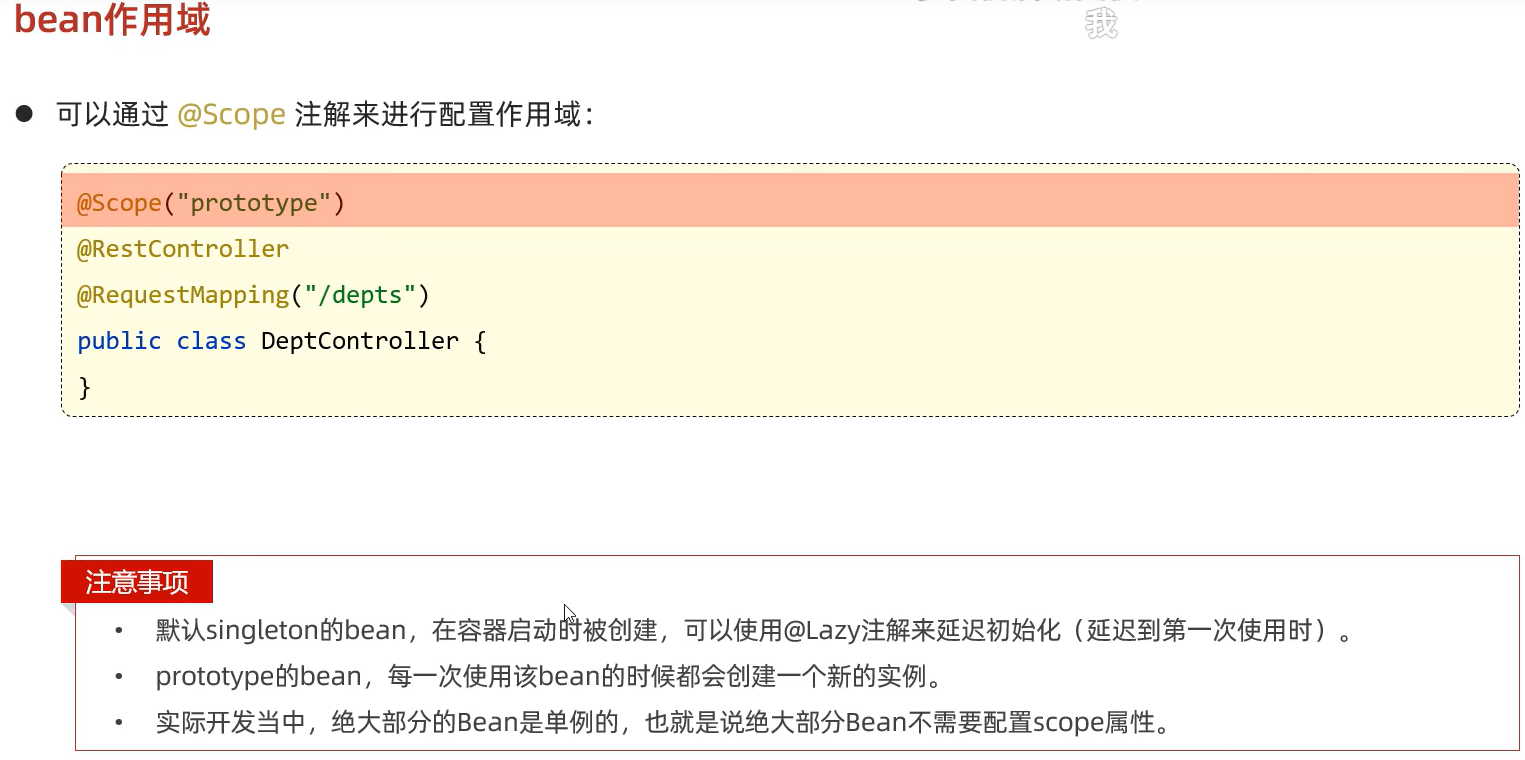 bean作用域
我
● 可以通过 @Scope 注解来进行配置作用域：
@Scope("prototype")
@RestController
@RequestMapping("/depts")
public class DeptController {
}
注意事项
• 默认singleton的bean，在容器启动时被创建，可以使用@Lazy注解来延迟初始化（延迟到第一次使用时）。
• prototype的bean，每一次使用该bean的时候都会创建一个新的实例。
• 实际开发当中，绝大部分的Bean是单例的，也就是说绝大部分Bean不需要配置scope属性。